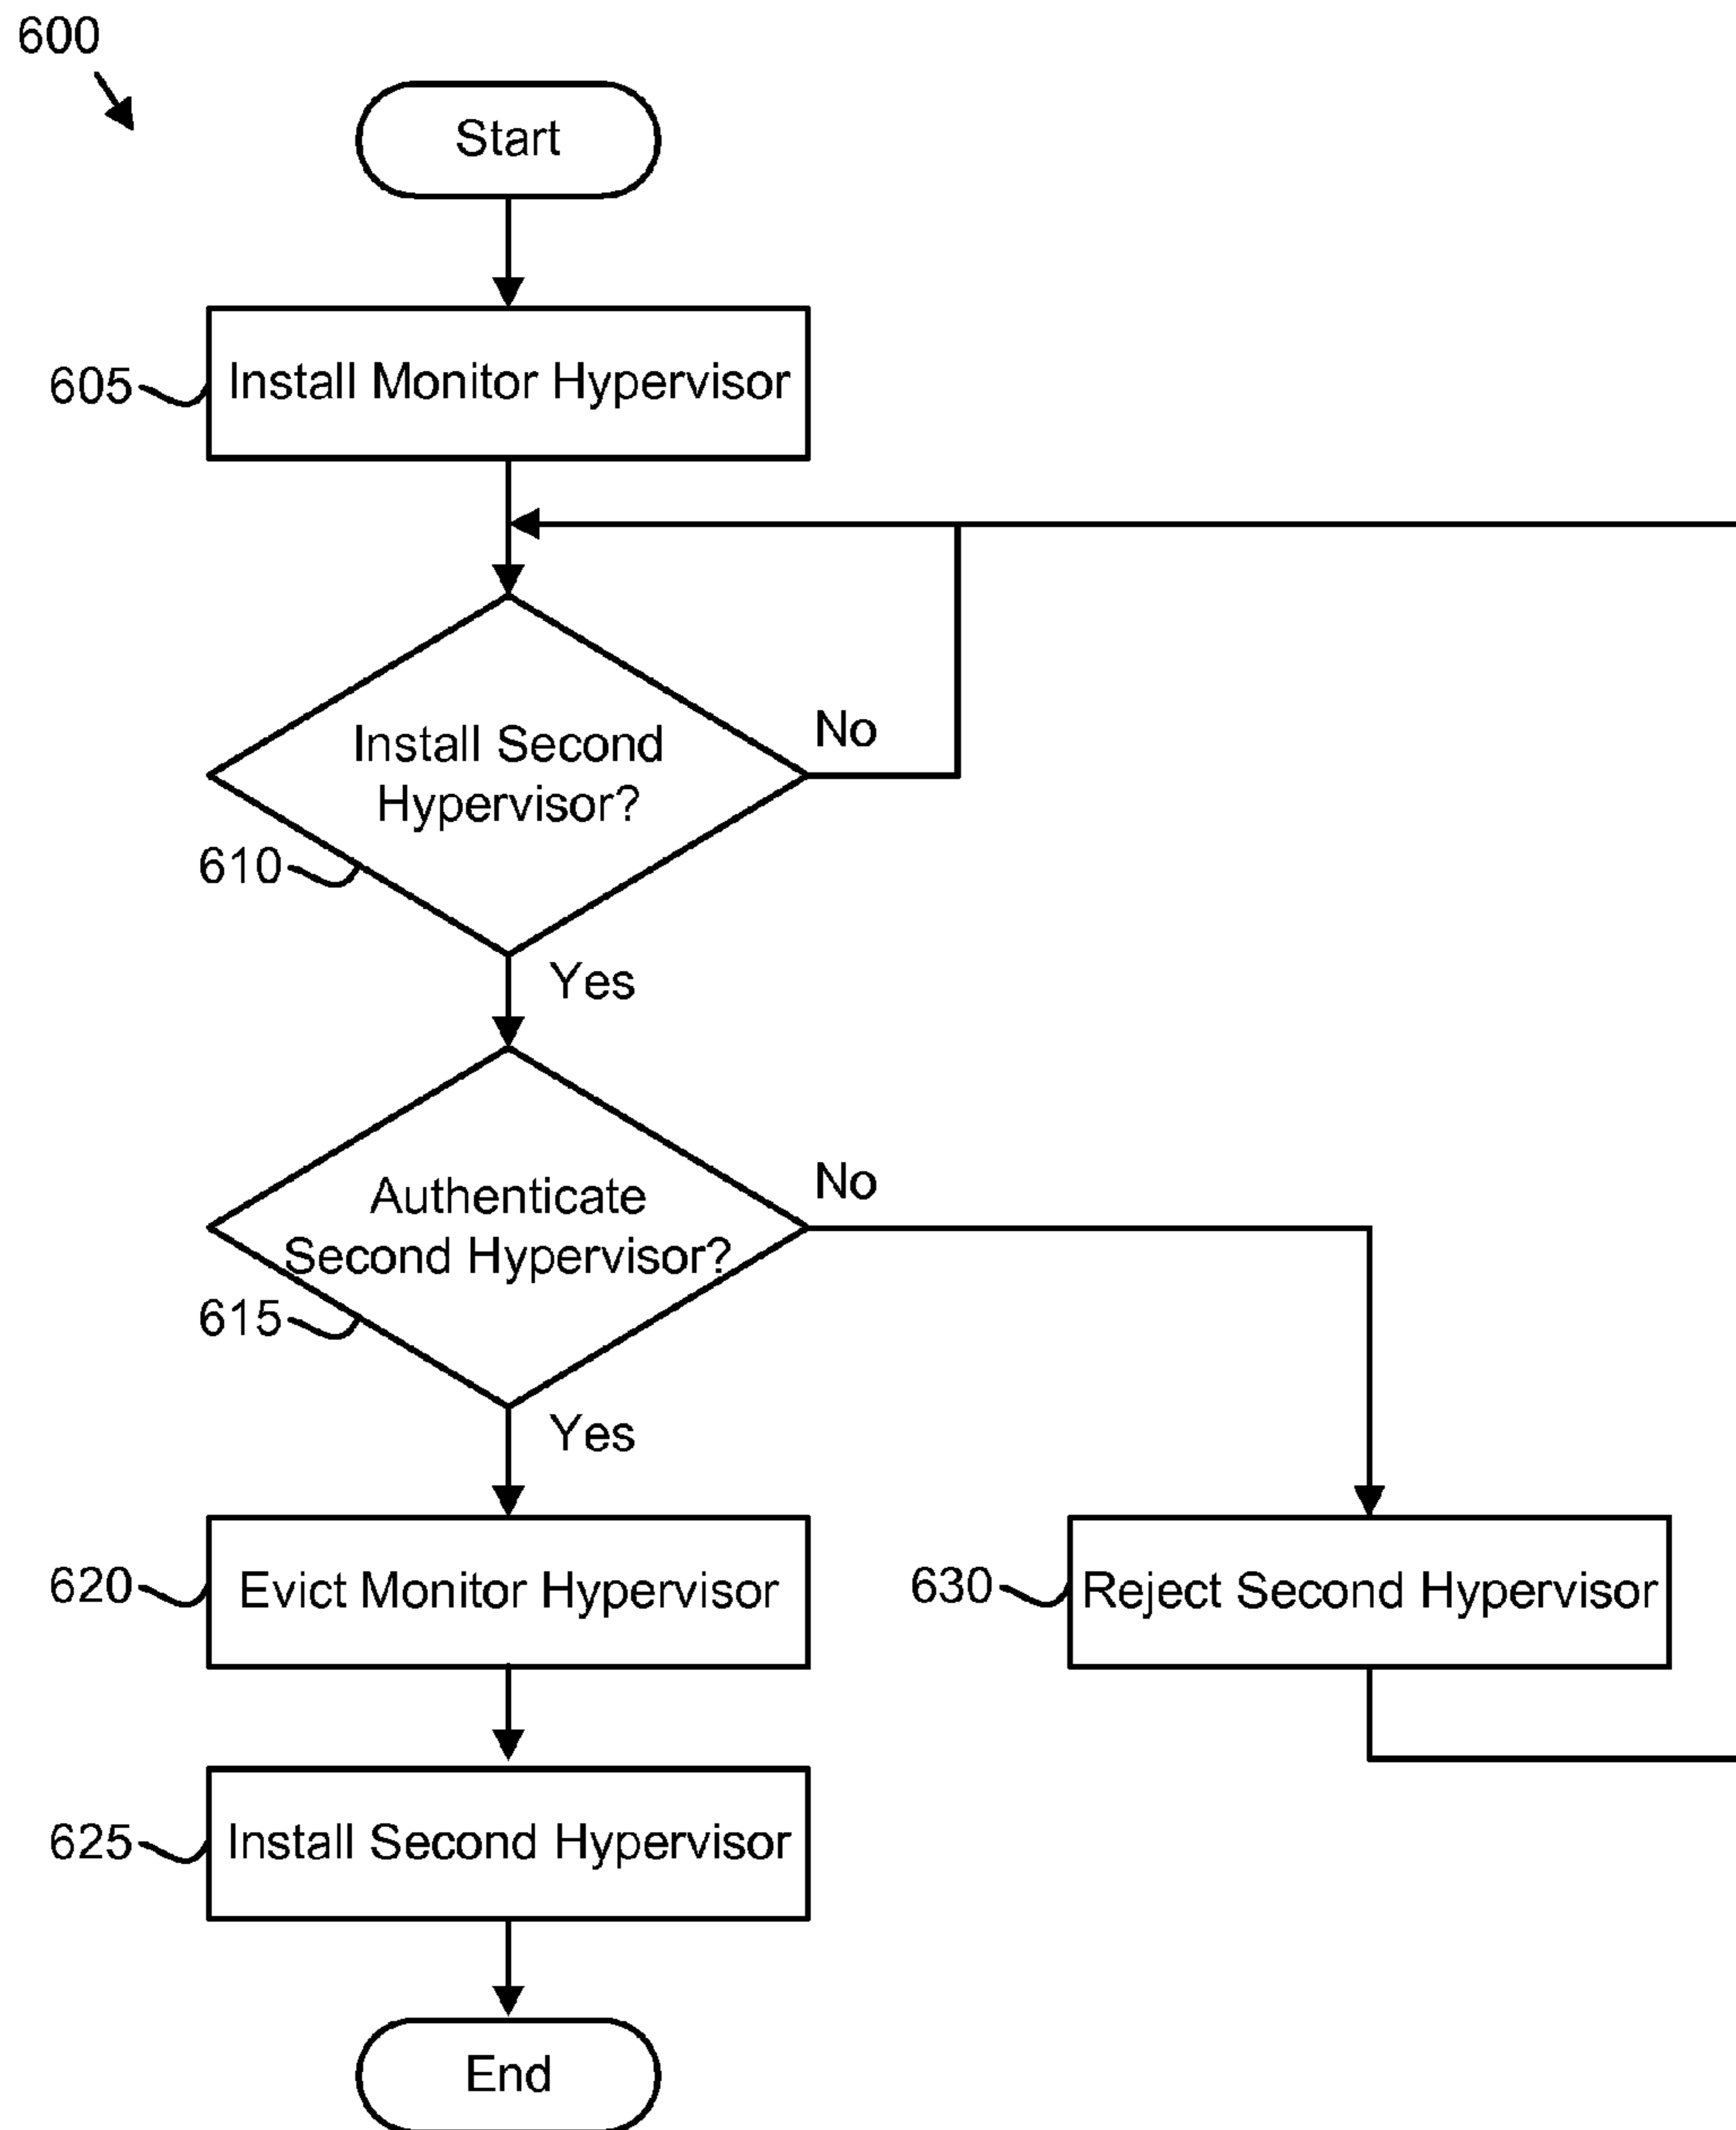 600
Start
605
Install Monitor Hypervisor
Install Second
Hypervisor?
No
610
Yes
Authenticate
Second Hypervisor?
No
615
Yes
620
Evict Monitor Hypervisor
630
Reject Second Hypervisor
625
Install Second Hypervisor
End